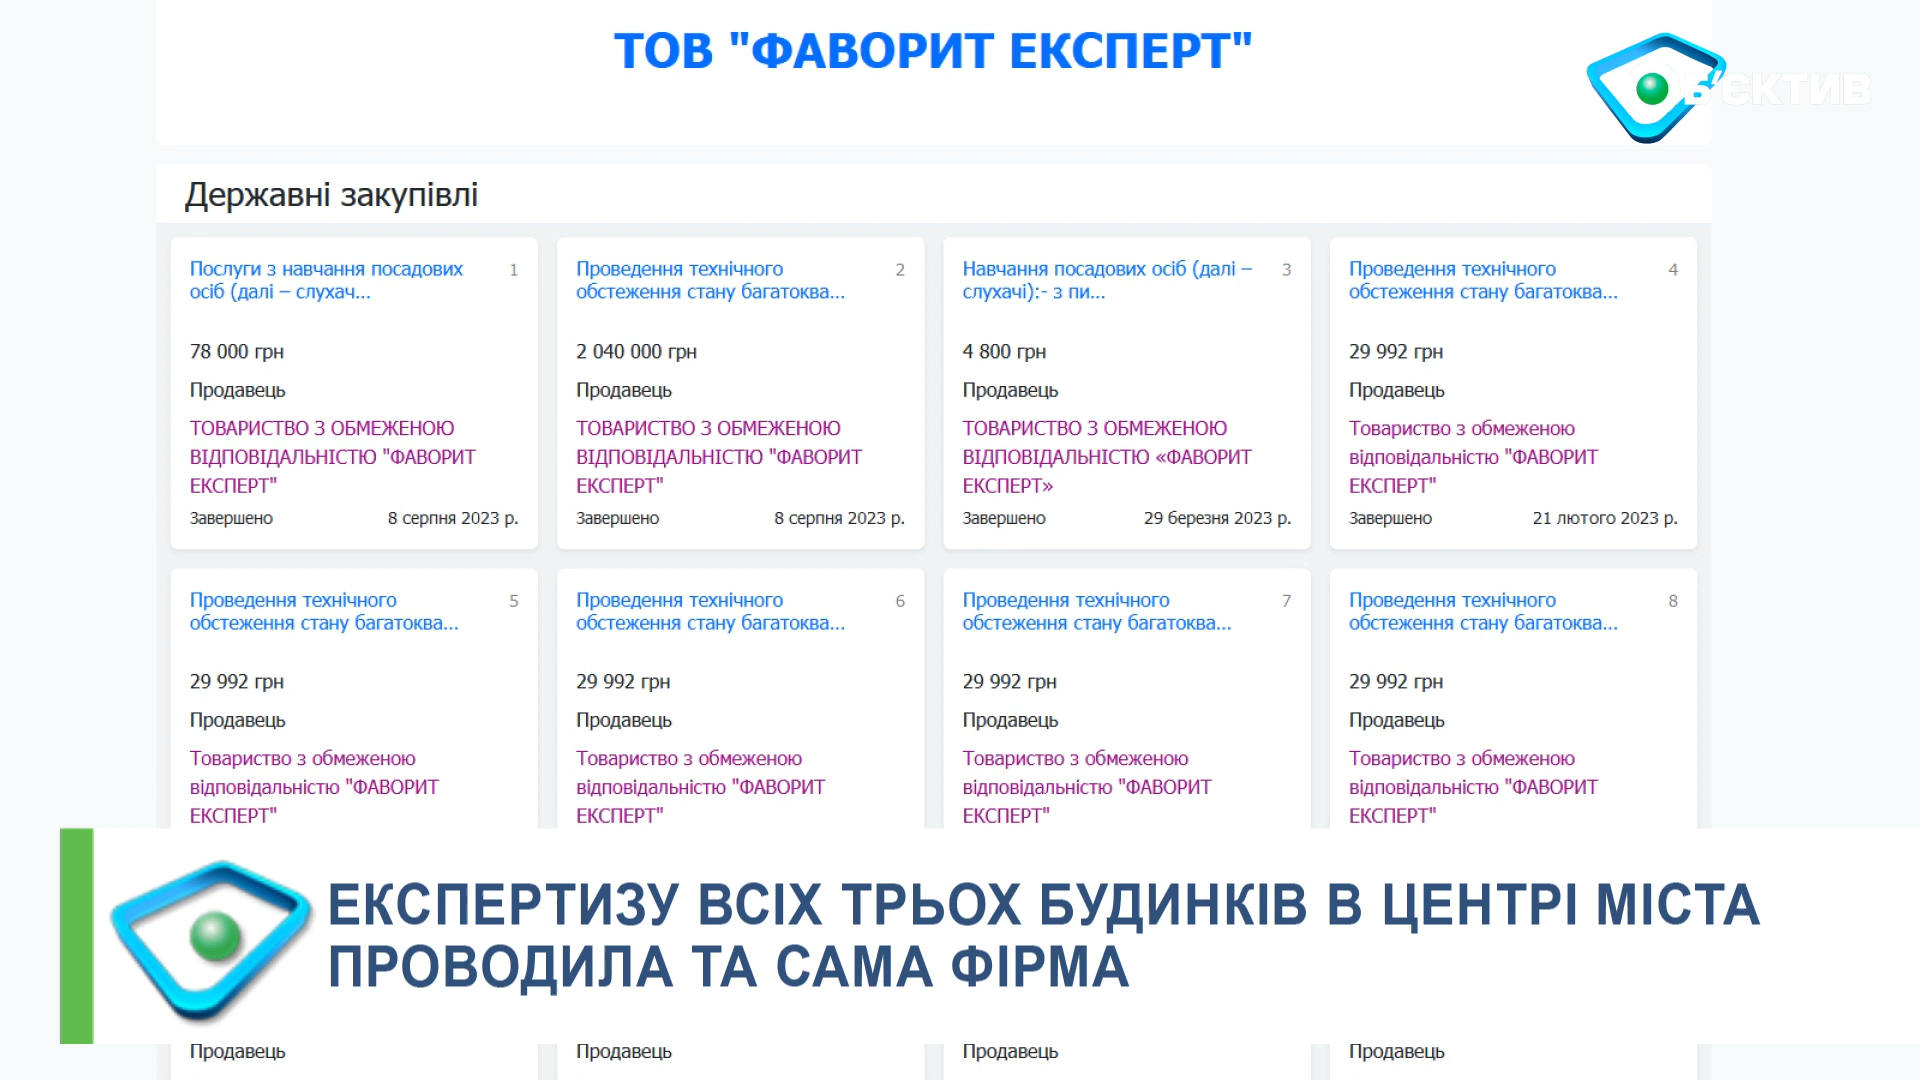 ТОВ "ФАВОРИТ ЕКСПЕРТ"
Б'ЄКТИВ
Державні закупівлі
Послуги з навчання посадових
осіб (далі – слухач...
1
78 000 грн
Продавець
ТОВАРИСТВО З ОБМЕЖЕНОЮ
ВІДПОВІДАЛЬНІСТЮ "ФАВОРИТ
ЕКСПЕРТ"
Завершено 8 серпня 2023 р.
Проведення технічного
обстеження стану багатоква...
2
2 040 000 грн
Продавець
ТОВАРИСТВО З ОБМЕЖЕНОЮ
ВІДПОВІДАЛЬНІСТЮ "ФАВОРИТ
ЕКСПЕРТ"
Завершено 8 серпня 2023 р.
Навчання посадових осіб (далі –
слухачі):- з пи...
3
4 800 грн
Продавець
ТОВАРИСТВО З ОБМЕЖЕНОЮ
ВІДПОВІДАЛЬНІСТЮ «ФАВОРИТ
ЕКСПЕРТ»
Завершено 29 березня 2023 р.
Проведення технічного
обстеження стану багатоква...
4
29 992 грн
Продавець
Товариство з обмеженою
відповідальністю "ФАВОРИТ
ЕКСПЕРТ"
Завершено 21 лютого 2023 р.
Проведення технічного
обстеження стану багатоква...
5
29 992 грн
Продавець
Товариство з обмеженою
відповідальністю "ФАВОРИТ
ЕКСПЕРТ"
Проведення технічного
обстеження стану багатоква...
6
29 992 грн
Продавець
Товариство з обмеженою
відповідальністю "ФАВОРИТ
ЕКСПЕРТ"
Проведення технічного
обстеження стану багатоква...
7
29 992 грн
Продавець
Товариство з обмеженою
відповідальністю "ФАВОРИТ
ЕКСПЕРТ"
Проведення технічного
обстеження стану багатоква...
8
29 992 грн
Продавець
Товариство з обмеженою
відповідальністю "ФАВОРИТ
ЕКСПЕРТ"
ЕКСПЕРТИЗУ ВСІХ ТРЬОХ БУДИНКІВ В ЦЕНТРІ МІСТА
ПРОВОДИЛА ТА САМА ФІРМА
Продавець
Продавець
Продавець
Продавець